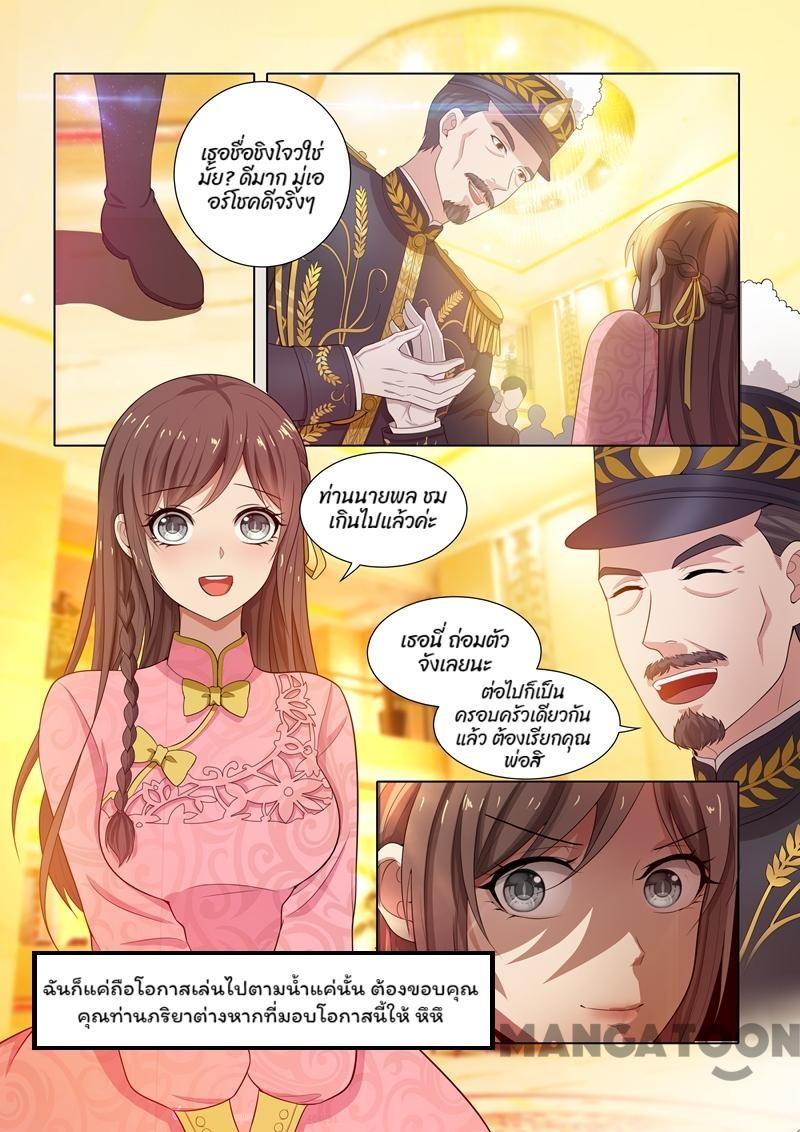 เธอชื่อชิงโจวใช่
มั้ย? ดีมาก มู่เอ
อร์โชคดีจริงๆ
ท่านนายพล ชม
เกินไปแล้วค่ะ
เธอนี่ ถ่อมตัว
จังเลยนะ
ต่อไปก็เป็น
ครอบครัวเดียวกัน
แล้ว ต้องเรียกคุณ
พ่อสิ
ฉันก็แค่ถือโอกาสเล่นไปตามน้ำแค่นั้น ต้องขอบคุณ
คุณท่านภริยาต่างหากที่มอบโอกาสนี้ให้ หึหึ
MANGATOON